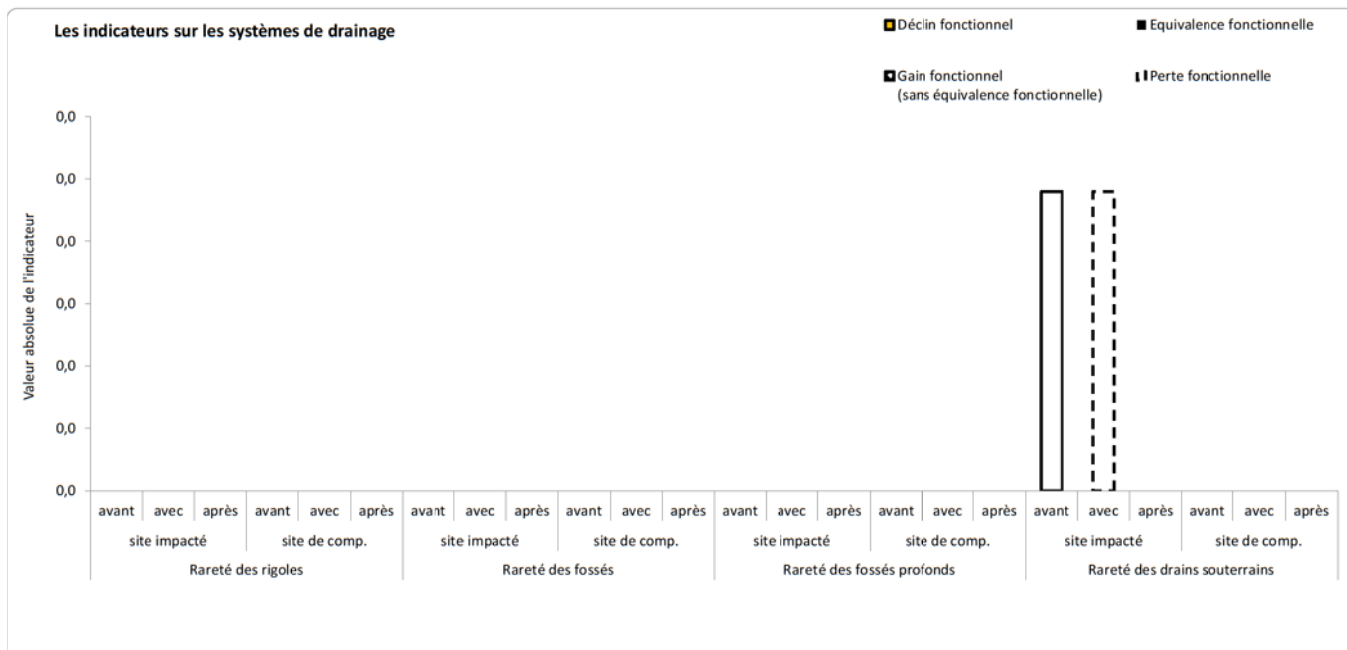 Les indicateurs sur les systèmes de drainage
Déclin fonctionnel
Equivalence fonctionnelle
Gain fonctionnel
(sans équivalence fonctionnelle)
Perte fonctionnelle
Valeur absolue de l'indicateur
0,0
0,0
0,0
0,0
0,0
0,0
0,0
avant avec après avant avec après avant avec après avant avec après avant avec après avant avec après avant avec après avant avec après
site impacté site de comp. site impacté site de comp. site impacté site de comp. site impacté site de comp.
Rareté des rigoles Rareté des fossés Rareté des fossés profonds Rareté des drains souterrains